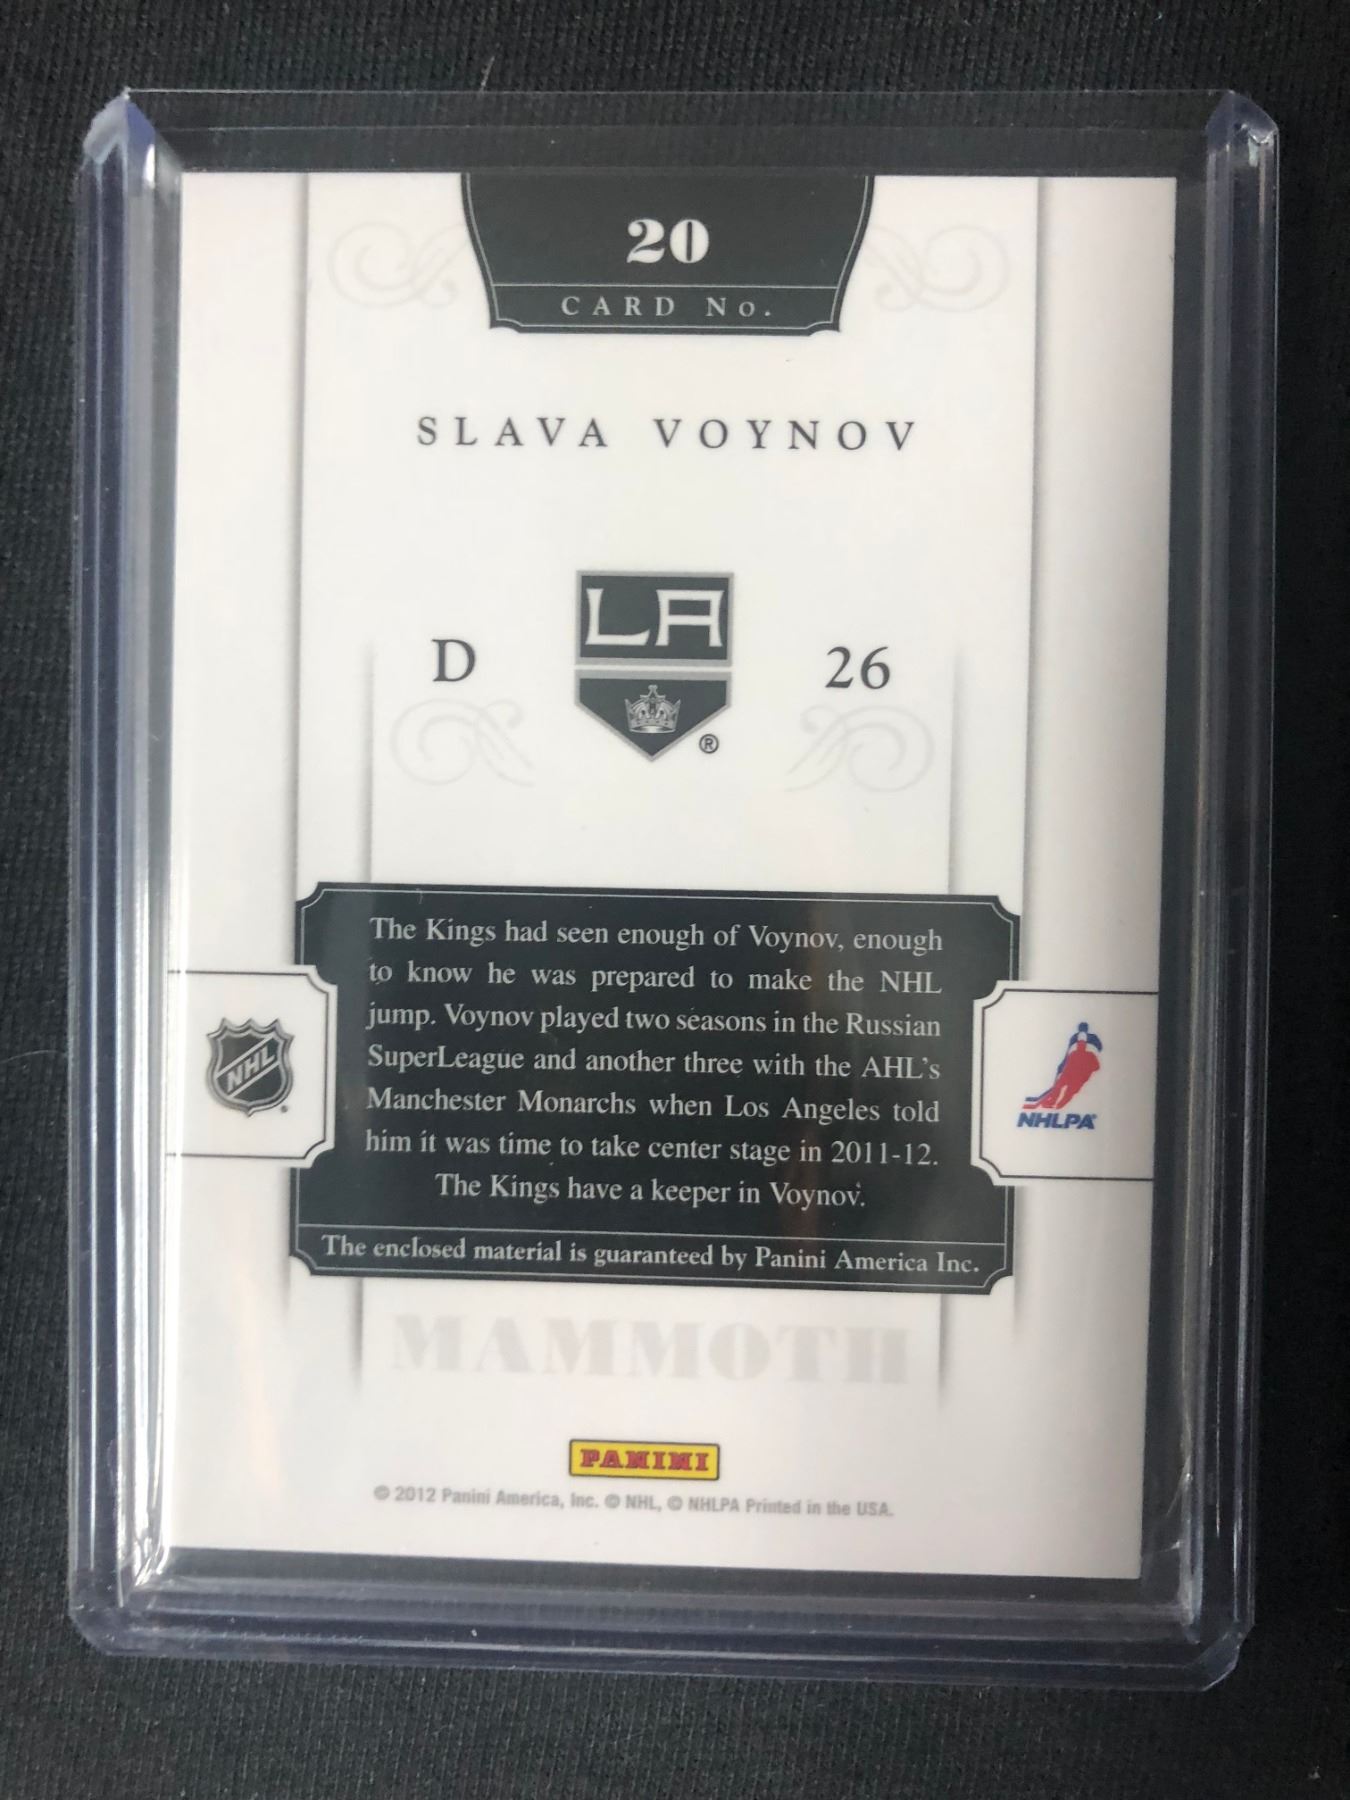 20
CARD No.
SLAVA VOYNOV
D
LA
26
®
The Kings had seen enough of Voynov, enough
to know he was prepared to make the NHL
jump. Voynov played two seasons in the Russian
SuperLeague and another three with the AHL's
Manchester Monarchs when Los Angeles told
him it was time to take center stage in 2011-12.
The Kings have a keeper in Voynov.
NHL
NHLPA
The enclosed material is guaranteed by Panini America Inc.
MAMMOTH
PANINI
© 2012 Panini America, Inc. © NHL, © NHLPA Printed in the USA.